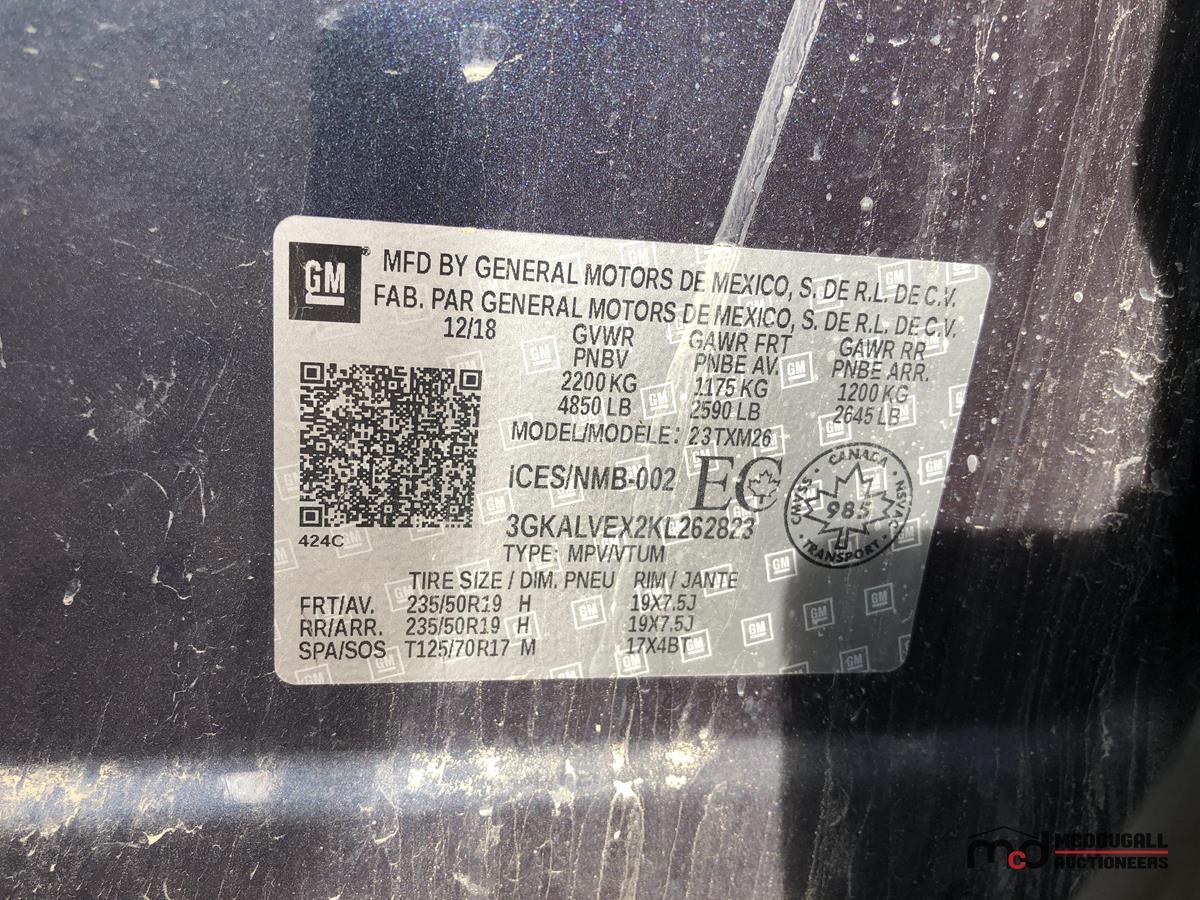 GM ® MFD BY GENERAL MOTORS DE MEXICO, S. DE R.L. DE C.V.
FAB. PAR GENERAL MOTORS DE MEXICO, S. DE R.L. DE C.V.
12/18 GVWR GAWR FRT GAWR RR
PNBV PNBE AV. PNBE ARR.
2200 KG 1175 KG 1200 KG
4850 LB 2590 LB 2645 LB
MODEL/MODÈLE: 23TXM26
ICES/NMB-002 EC
CANADA
SVMAC NSVAC
985
TRANSPORT
3GKALVEX2KL262823
424C
TYPE: MPV/VTUM
TIRE SIZE / DIM. PNEU RIM / JANTE
FRT/AV. 235/50R19 H 19X7.5J
RR/ARR. 235/50R19 H 19X7.5J
SPA/SOS T125/70R17 M 17X4BT
mcd MCDOUGALL
AUCTIONEERS